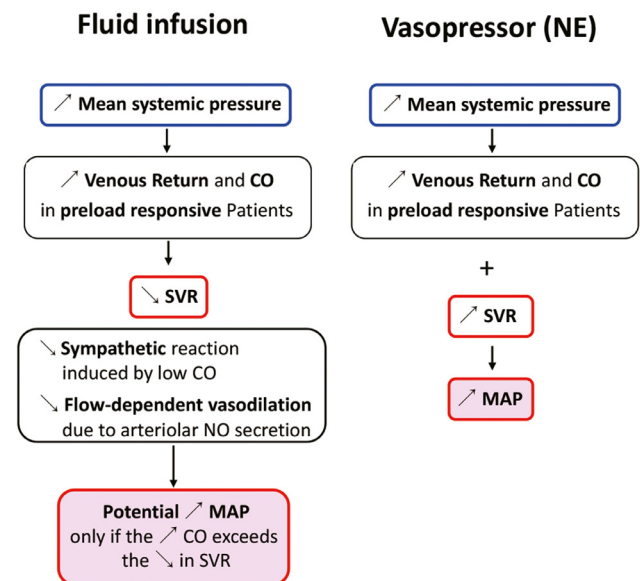 Fluid infusion
↗ Mean systemic pressure
↗ Venous Return and CO
in preload responsive Patients
↘ SVR
↘ Sympathetic reaction
induced by low CO
↘ Flow-dependent vasodilation
due to arteriolar NO secretion
Potential ↗ MAP
only if the ↗ CO exceeds
the ↘ in SVR
Vasopressor (NE)
↗ Mean systemic pressure
↗ Venous Return and CO
in preload responsive Patients
+
↗ SVR
↗ MAP